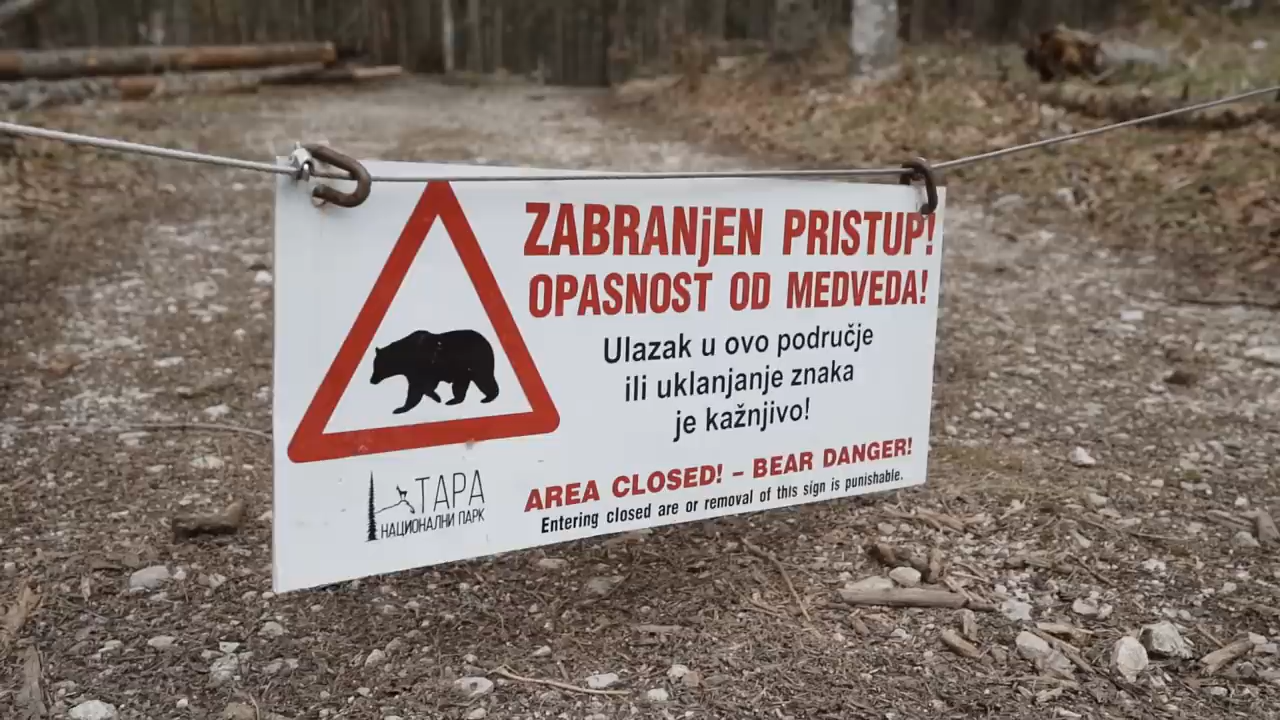 ZABRANjEN PRISTUP!
OPASNOST OD MEDVEDA!
Ulazak u ovo područje
ili uklanjanje znaka
je kažnjivo!
AREA CLOSED! – BEAR DANGER!
Entering closed are or removal of this sign is punishable.
ТАРА
НАЦИОНАЛНИ ПАРК